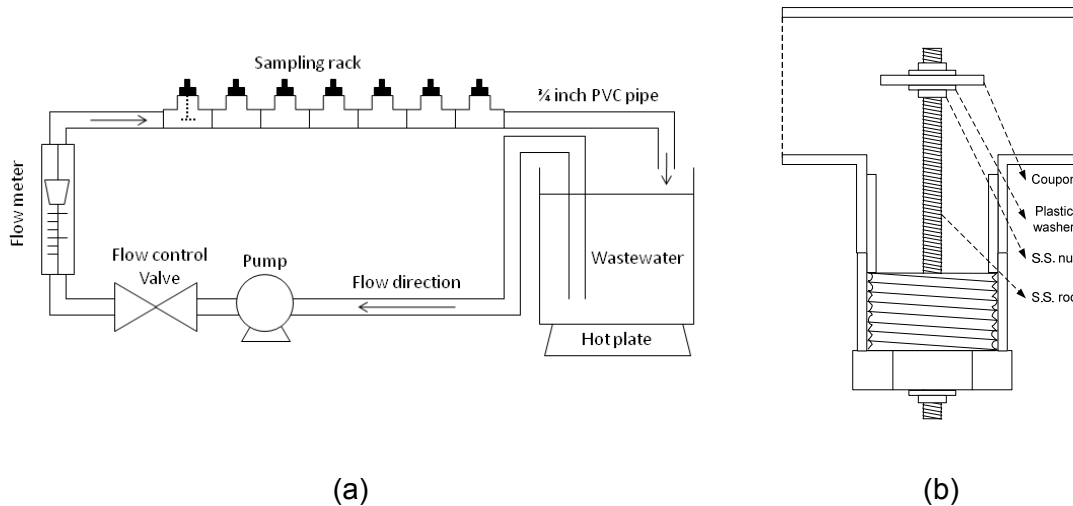 Sampling rack
¾ inch PVC pipe
Flow meter
Flow control
Valve
Pump
Flow direction
Wastewater
Hot plate
(a)
Coupon
Plastic
washer
S.S. nu
S.S. roc
(b)